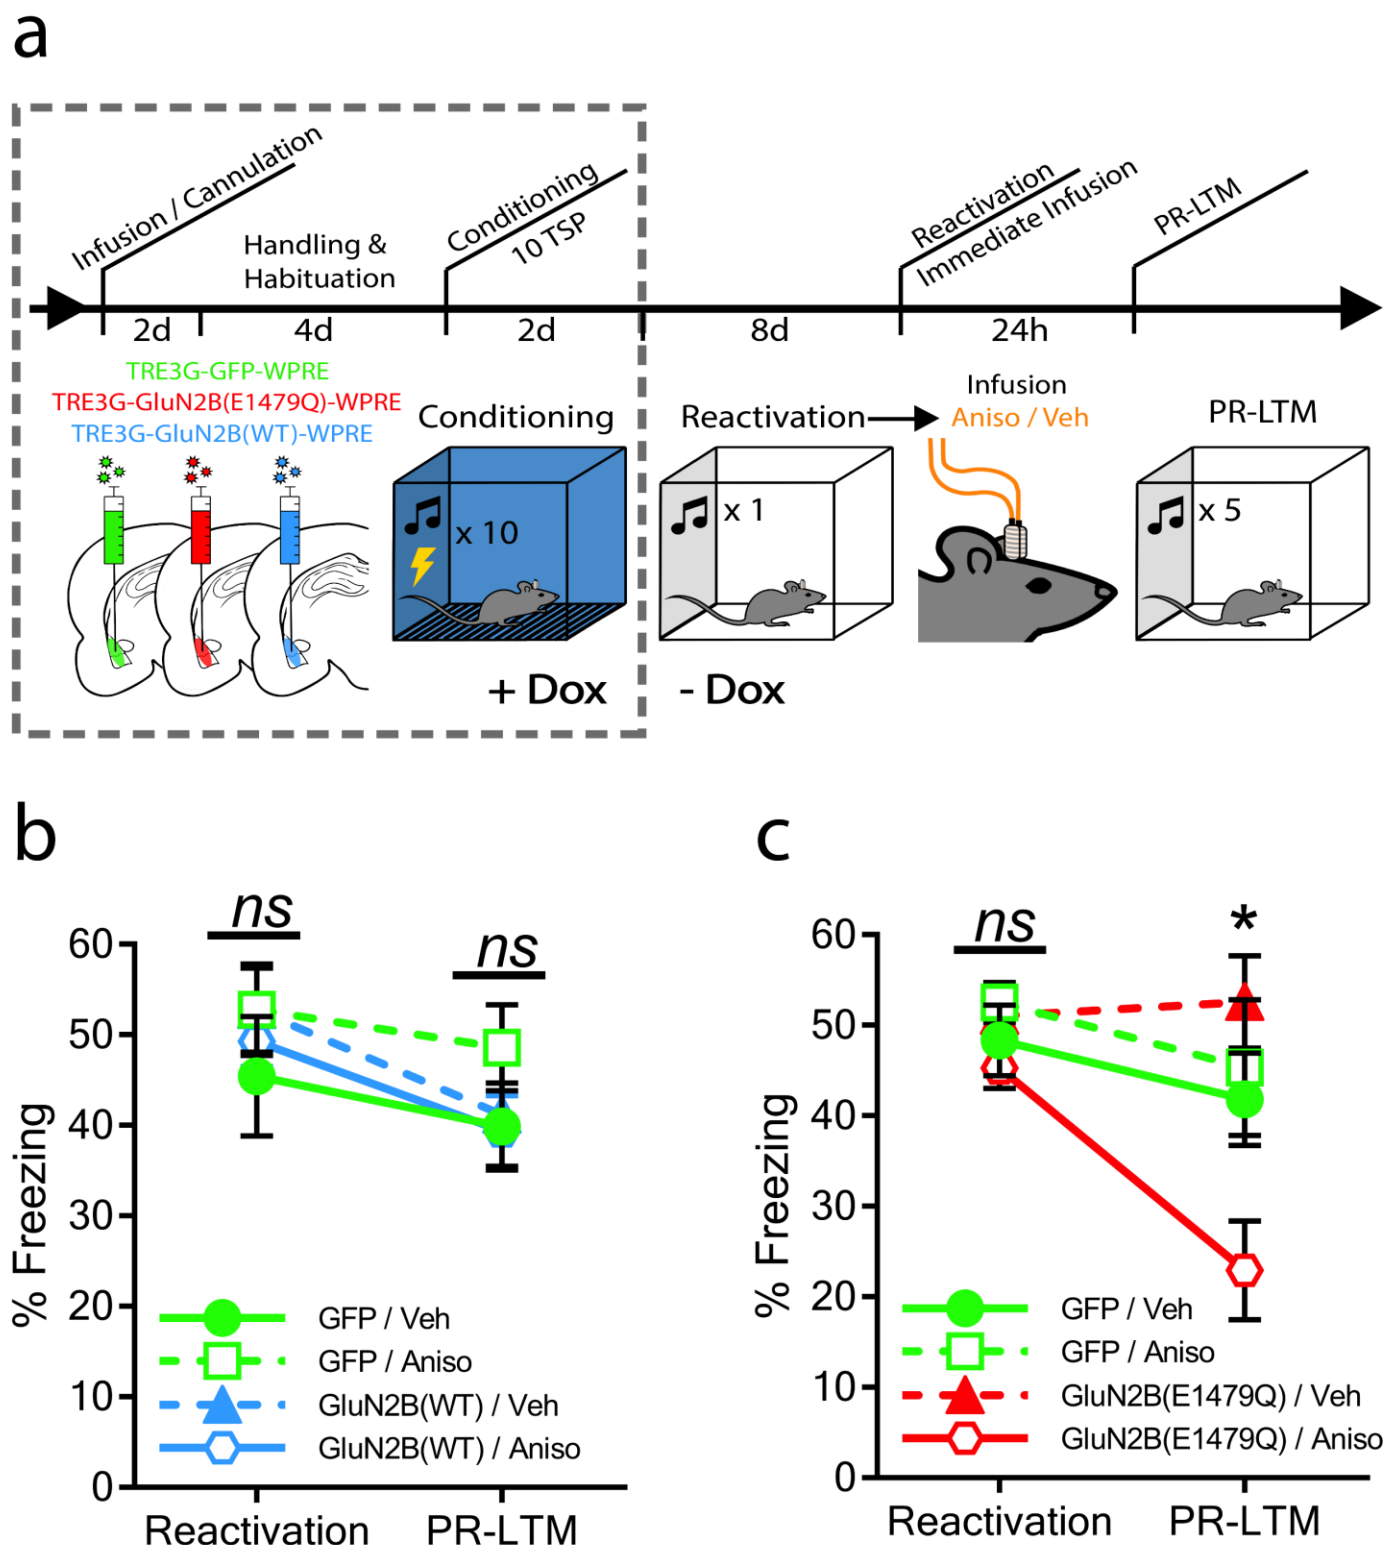 a
Infusion / Cannulation
Handling &
Habituation
Conditioning
10 TSP
Reactivation
Immediate Infusion
PR-LTM
2d
4d
2d
8d
24h
TRE3G-GFP-WPRE
TRE3G-GluN2B(E1479Q)-WPRE
TRE3G-GluN2B(WT)-WPRE
Conditioning
x 10
+ Dox
Reactivation
x 1
- Dox
Infusion
Aniso / Veh
PR-LTM
x 5
b
% Freezing
60
50
40
30
20
10
0
ns
ns
GFP / Veh
GFP / Aniso
GluN2B(WT) / Veh
GluN2B(WT) / Aniso
Reactivation
PR-LTM
c
% Freezing
60
50
40
30
20
10
0
ns
*
GFP / Veh
GFP / Aniso
GluN2B(E1479Q) / Veh
GluN2B(E1479Q) / Aniso
Reactivation
PR-LTM